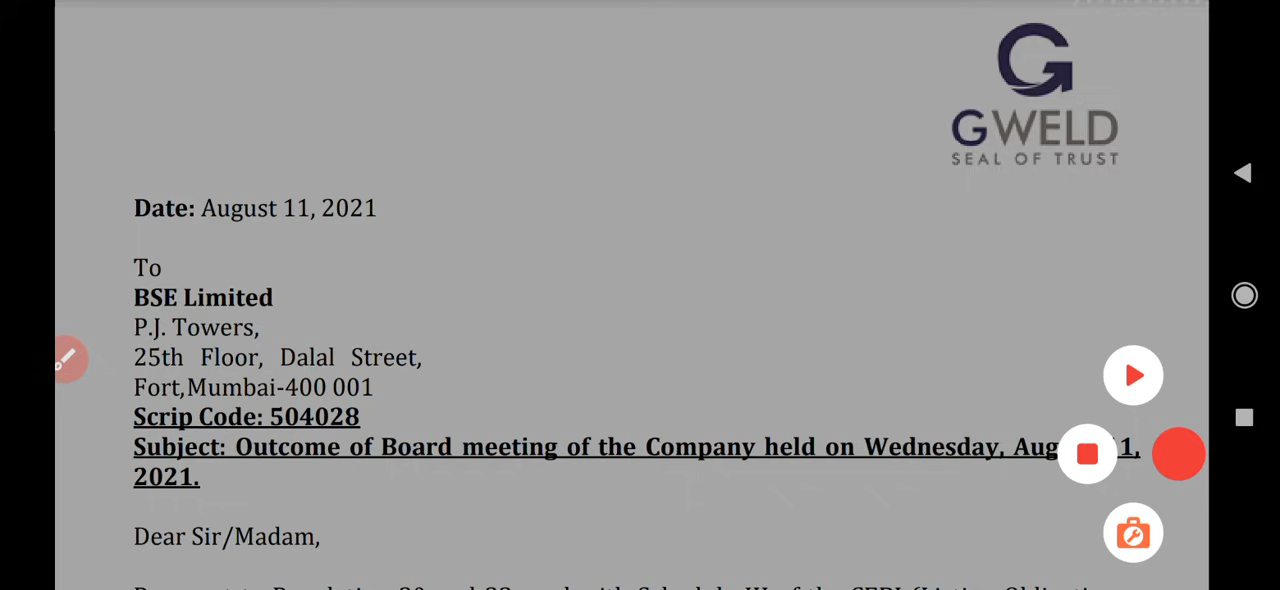 GWELD
SEAL OF TRUST
Date: August 11, 2021
To
BSE Limited
P.J. Towers,
25th Floor, Dalal Street,
Fort,Mumbai-400 001
Scrip Code: 504028
Subject: Outcome of Board meeting of the Company held on Wednesday,
2021.
Dear Sir/Madam,